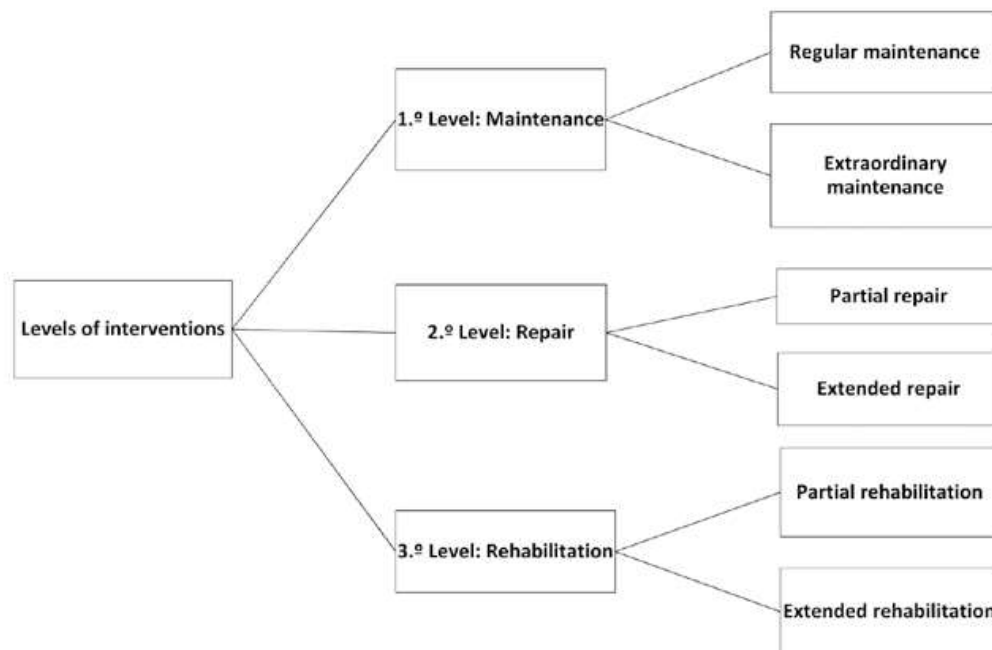 Levels of interventions
1.º Level: Maintenance
Regular maintenance
Extraordinary
maintenance
2.º Level: Repair
Partial repair
Extended repair
3.º Level: Rehabilitation
Partial rehabilitation
Extended rehabilitation